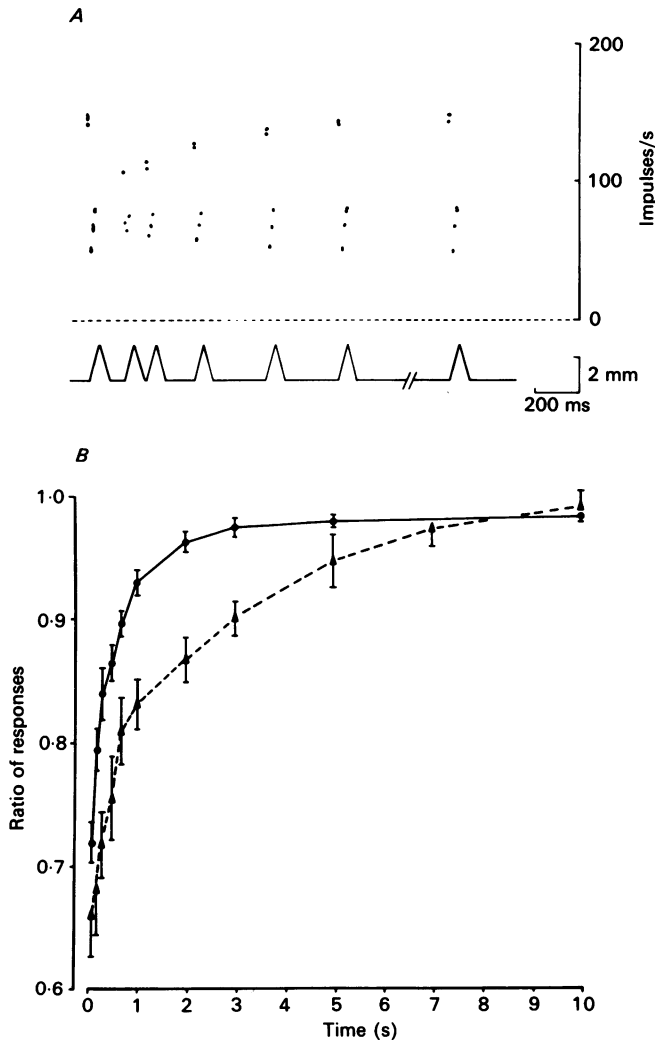 A
200
100
0
Impulses/s
2 mm
200 ms
B
1·0
0·9
0·8
0·7
0·6
Ratio of responses
0 1 2 3 4 5 6 7 8 9 10
Time (s)